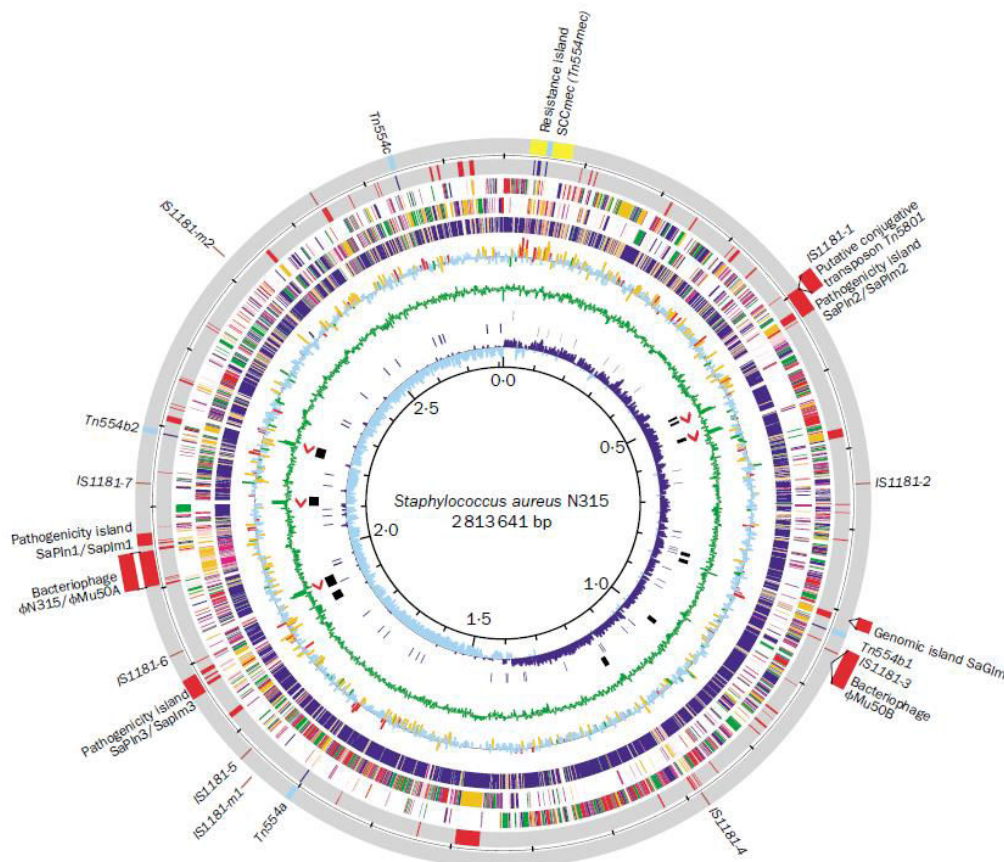 Resistance island
SCCmec (Tn554mec)
Tn554c
IS1181-m2
IS1181-1
Putative conjugative
transposon Tn5801
Pathogenicity island
SaPIn2/SaPIm2
0·0
2·5
0·5
Tn554b2
IS1181-7
IS1181-2
Staphylococcus aureus N315
2 813 641 bp
Pathogenicity island
SaPIn1/SapIm1
2·0
Bacteriophage
ϕN315/ϕMu50A
1·0
1·5
Genomic island SaGIm
Tn554b1
IS1181-3
Bacteriophage
ϕMu50B
IS1181-6
Pathogenicity island
SaPIn3/SapIm3
IS1181-5
IS1181-m1
Tn554a
IS1181-4